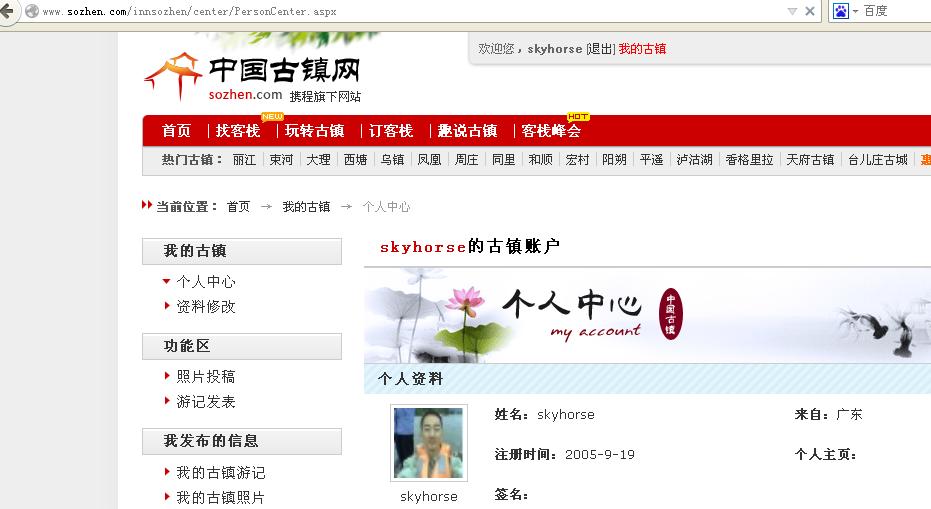 www.sozhen.com/innsozhen/center/PersonCenter.aspx
百度
欢迎您，skyhorse [退出] 我的古镇
中国古镇网
sozhen.com 携程旗下网站
NEW HOT
首页 | 找客栈 | 玩转古镇 | 订客栈 | 趣说古镇 | 客栈峰会
热门古镇： 丽江 | 束河 | 大理 | 西塘 | 乌镇 | 凤凰 | 周庄 | 同里 | 和顺 | 宏村 | 阳朔 | 平遥 | 泸沽湖 | 香格里拉 | 天府古镇 | 台儿庄古城 |
当前位置： 首页 → 我的古镇 → 个人中心
skyhorse的古镇账户
我的古镇
个人中心
资料修改
功能区
照片投稿
游记发表
我发布的信息
我的古镇游记
我的古镇照片
个人中心
my account
中国古镇
个人资料
姓名：skyhorse
来自：广东
注册时间：2005-9-19
个人主页：
skyhorse
签名：